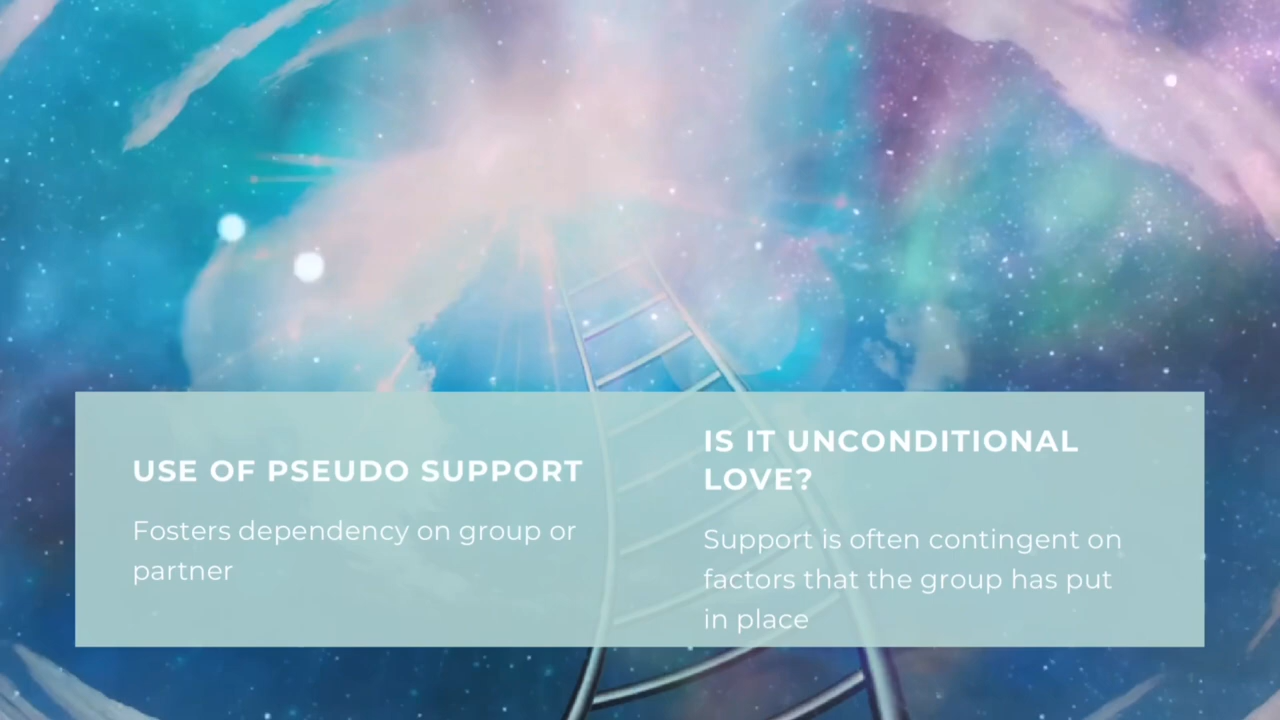 USE OF PSEUDO SUPPORT
Fosters dependency on group or
partner
IS IT UNCONDITIONAL
LOVE?
Support is often contingent on
factors that the group has put
in place